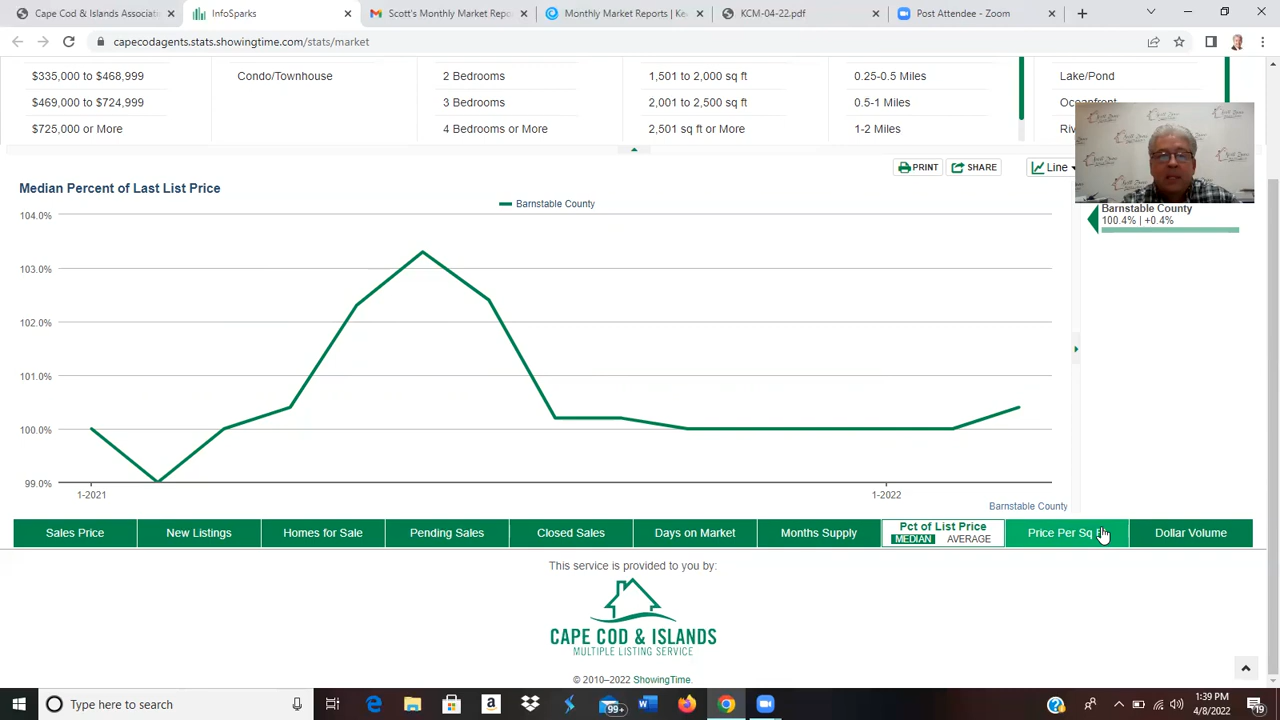 Cape Cod & Islands Associati
InfoSparks
Scott's Monthly Market Repo
Monthly Market Reports | Kee
KCM-04-22.pdf
Post Attendee - Zoom
capecodagents.stats.showingtime.com/stats/market
$335,000 to $468,999
Condo/Townhouse
2 Bedrooms
1,501 to 2,000 sq ft
0.25-0.5 Miles
Lake/Pond
$469,000 to $724,999
3 Bedrooms
2,001 to 2,500 sq ft
0.5-1 Miles
Oceanfront
$725,000 or More
4 Bedrooms or More
2,501 sq ft or More
1-2 Miles
PRINT
SHARE
Line
Median Percent of Last List Price
Barnstable County
Barnstable County
100.4% | +0.4%
104.0%
103.0%
102.0%
101.0%
100.0%
99.0%
1-2021
1-2022
Barnstable County
Sales Price
New Listings
Homes for Sale
Pending Sales
Closed Sales
Days on Market
Months Supply
Pct of List Price
MEDIAN
AVERAGE
Price Per Sq
Dollar Volume
This service is provided to you by:
CAPE COD & ISLANDS
MULTIPLE LISTING SERVICE
© 2010–2022 ShowingTime.
Type here to search
99+
1:39 PM
4/8/2022
19